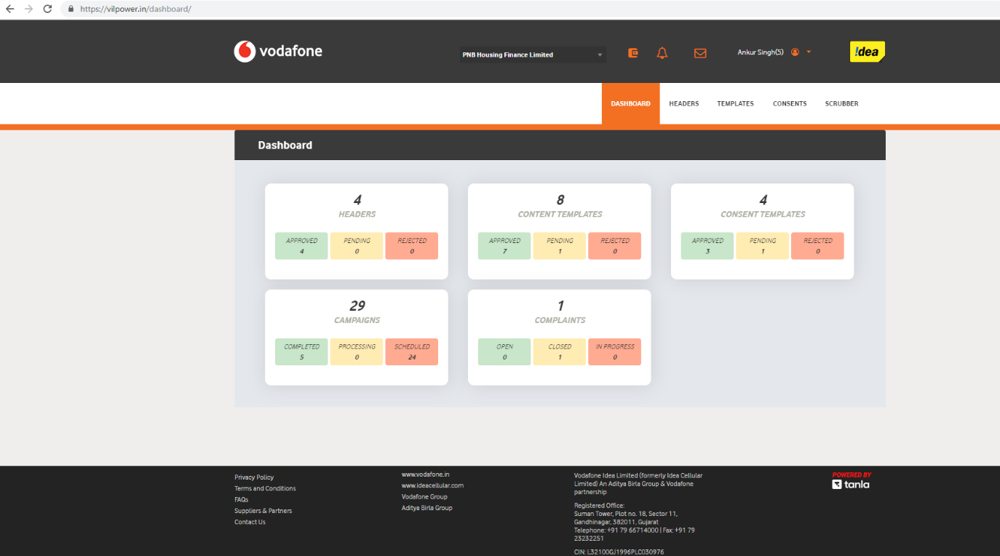 https://vilpower.in/dashboard/
vodafone
PNB Housing Finance Limited
Ankur Singh(5)
!dea
DASHBOARD
HEADERS
TEMPLATES
CONSENTS
SCRUBBER
Dashboard
4
HEADERS
APPROVED
4
PENDING
0
REJECTED
0
8
CONTENT TEMPLATES
APPROVED
7
PENDING
1
REJECTED
0
4
CONSENT TEMPLATES
APPROVED
3
PENDING
1
REJECTED
0
29
CAMPAIGNS
COMPLETED
5
PROCESSING
0
SCHEDULED
24
1
COMPLAINTS
OPEN
0
CLOSED
1
IN PROGRESS
0
Privacy Policy
Terms and Conditions
FAQs
Suppliers & Partners
Contact Us
www.vodafone.in
www.ideacellular.com
Vodafone Group
Aditya Birla Group
Vodafone Idea Limited (formerly Idea Cellular
Limited) An Aditya Birla Group & Vodafone
partnership
Registered Office:
Suman Tower, Plot no. 18, Sector 11,
Gandhinagar, 382011, Gujarat
Telephone: +91 79 66714000 | Fax: +91 79
23232251
CIN: L32100GJ1996PLC030976
POWERED BY
tanla